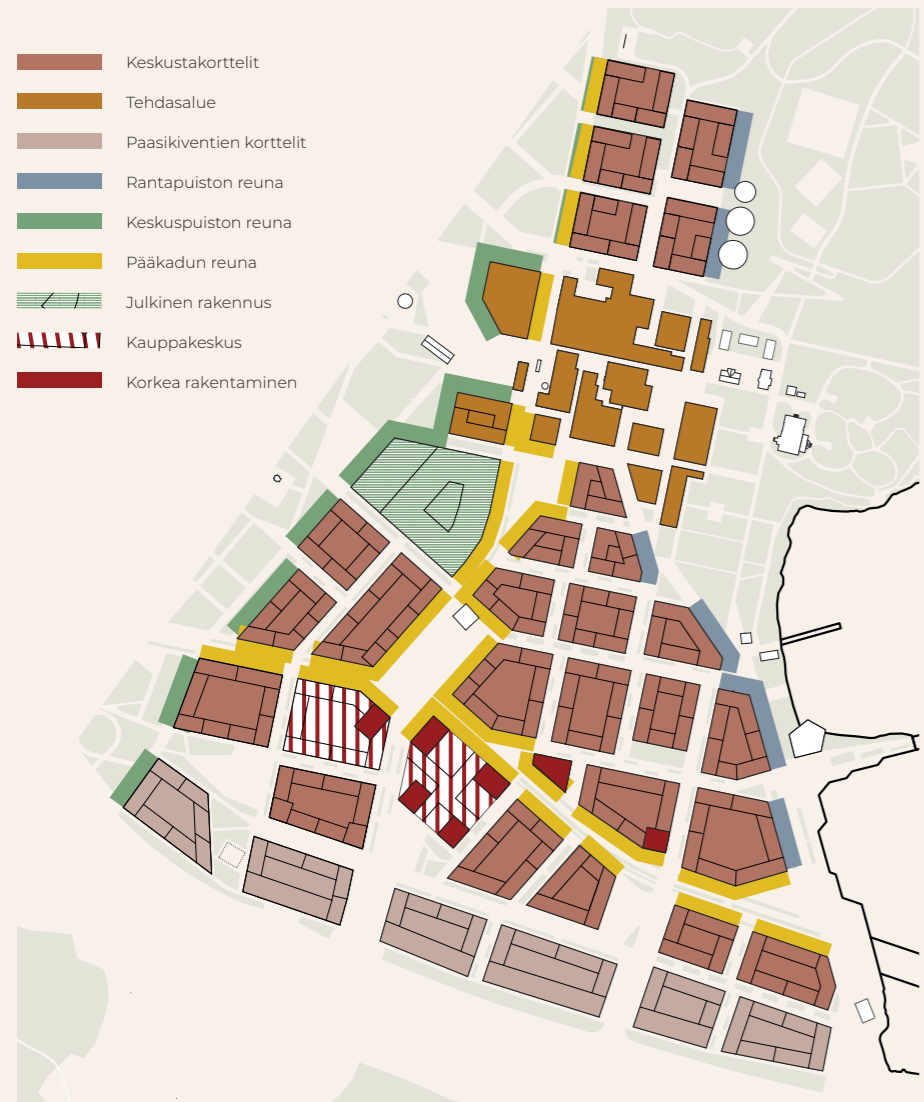 Keskustakorttelit
Tehdasalue
Paasikiventien korttelit
Rantapuiston reuna
Keskuspuiston reuna
Pääkadun reuna
Julkinen rakennus
Kauppakeskus
Korkea rakentaminen